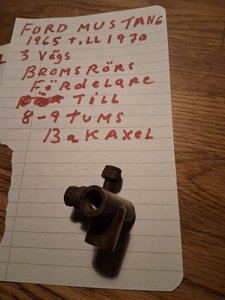 FORD MUSTANG
1965 till 1970
3 Vägs
BROMSRÖRS
FÖRDELARE
TILL
8-9 tUMS
BaKAXEL